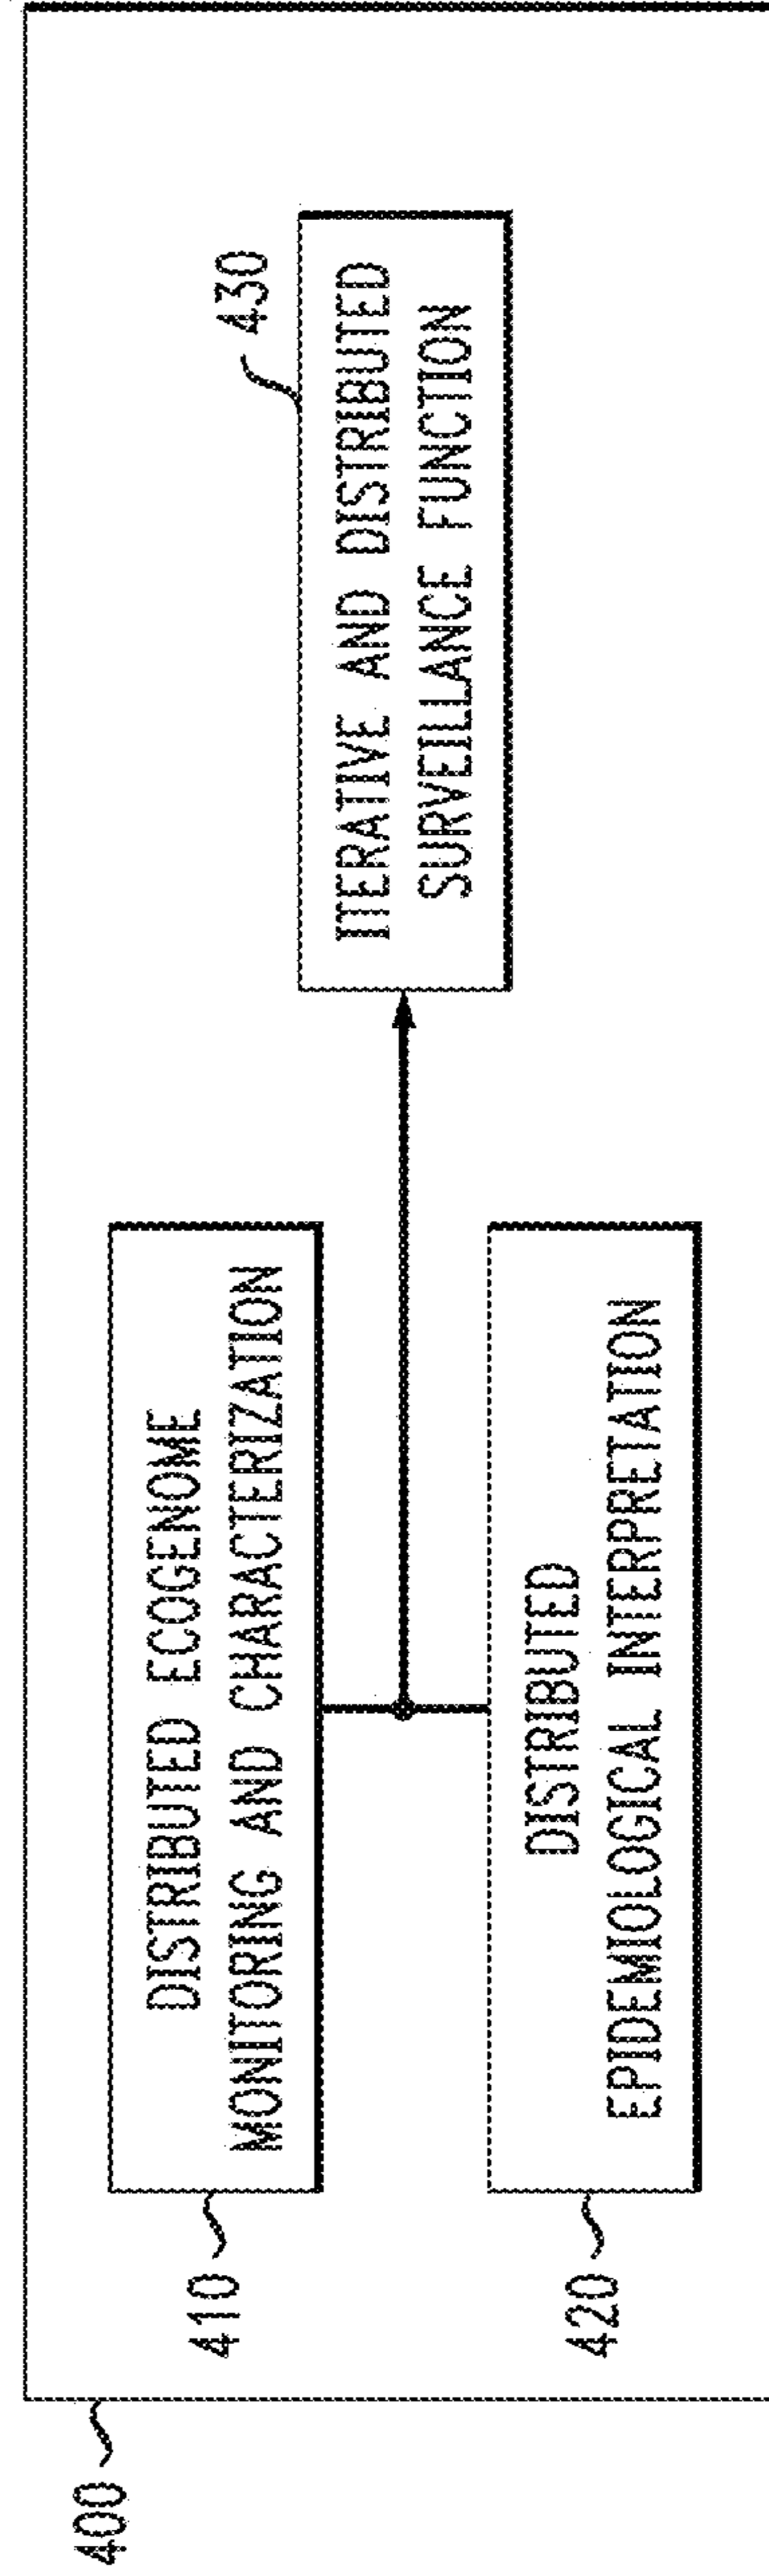 400
410
DISTRIBUTED ECOGENOME
MONITORING AND CHARACTERIZATION
420
DISTRIBUTED
EPIDEMIOLOGICAL INTERPRETATION
430
ITERATIVE AND DISTRIBUTED
SURVEILLANCE FUNCTION